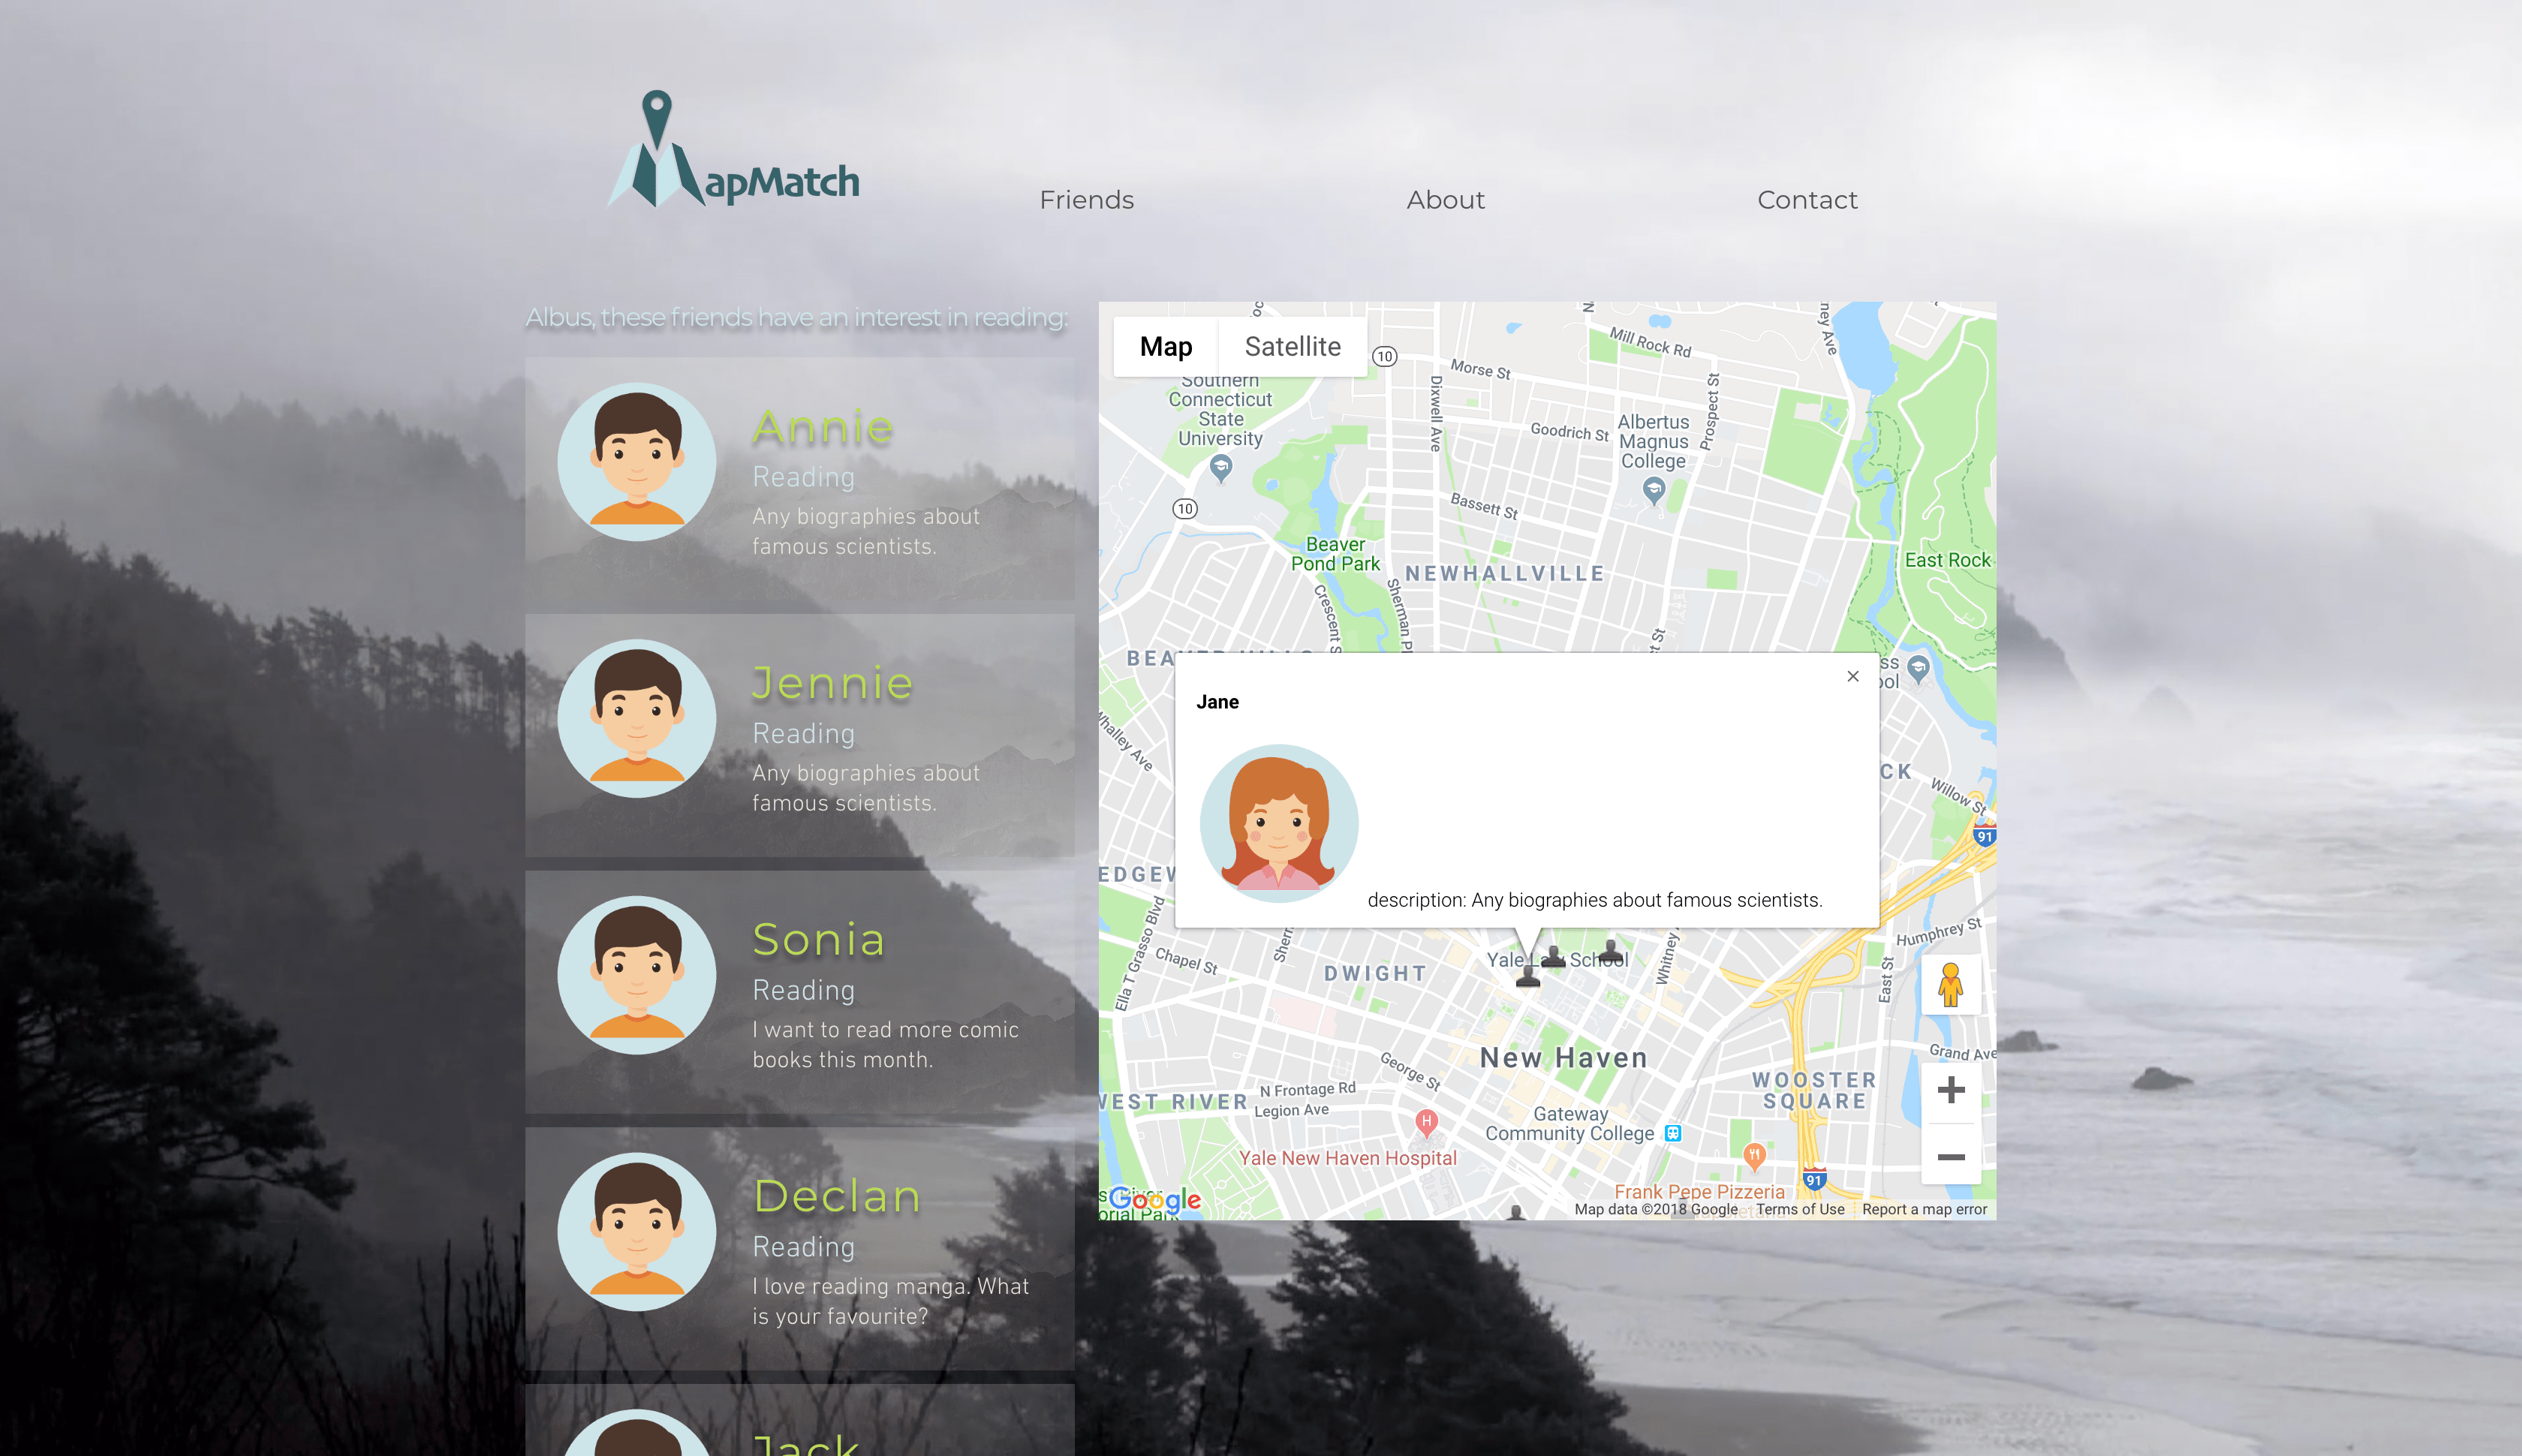 apMatch
Friends
About
Contact
Albus, these friends have an interest in reading:
Annie
Reading
Any biographies about
famous scientists.
Jennie
Reading
Any biographies about
famous scientists.
Sonia
Reading
I want to read more comic
books this month.
Declan
Reading
I love reading manga. What
is your favourite?
Jack
Map
Satellite
10
Morse St
Mill Rock Rd
Southern
Connecticut
State
University
Dixwell Ave
Goodrich St
Albertus
Magnus
College
Prospect St
10
Bassett St
Beaver
Pond Park
NEWHALLVILLE
East Rock
Crescent S
Sherman Pl
Whalley Ave
Jane
description: Any biographies about famous scientists.
CK
Willow St
91
EDGEW
Ella T Grasso Blvd
Chapel St
Sherr
DWIGHT
Yale Law School
Whitney
Humphrey St
East St
New Haven
George St
Grand Ave
N Frontage Rd
Legion Ave
WEST RIVER
WOOSTER
SQUARE
Gateway
Community College
H
Yale New Haven Hospital
91
Frank Pepe Pizzeria
Google
Map data ©2018 Google
Terms of Use
Report a map error